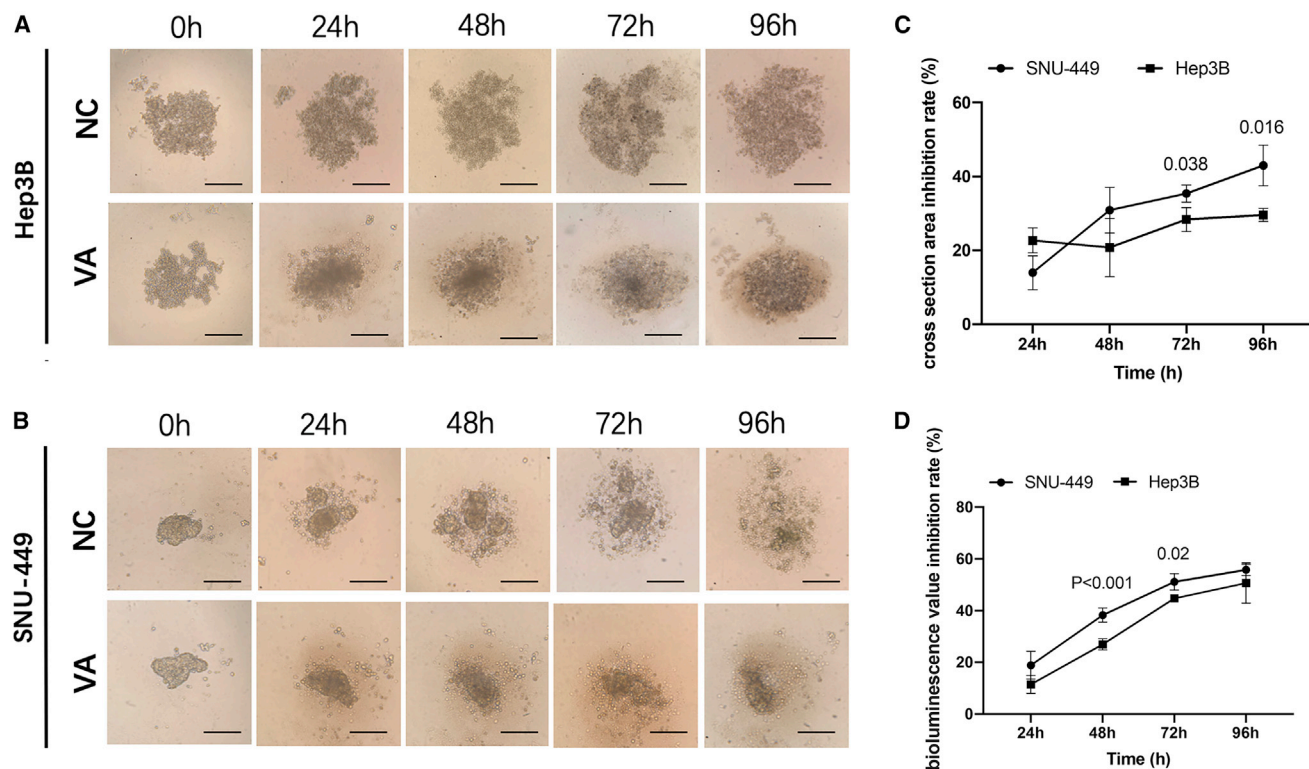 A
0h 24h 48h 72h 96h
Hep3B
NC
VA
B
0h 24h 48h 72h 96h
SNU-449
NC
VA
C
SNU-449 Hep3B
cross section area inhibition rate (%)
60
40
20
0
0.038
0.016
24h 48h 72h 96h
Time (h)
D
SNU-449 Hep3B
bioluminescence value inhibition rate (%)
80
60
40
20
0
P<0.001
0.02
24h 48h 72h 96h
Time (h)